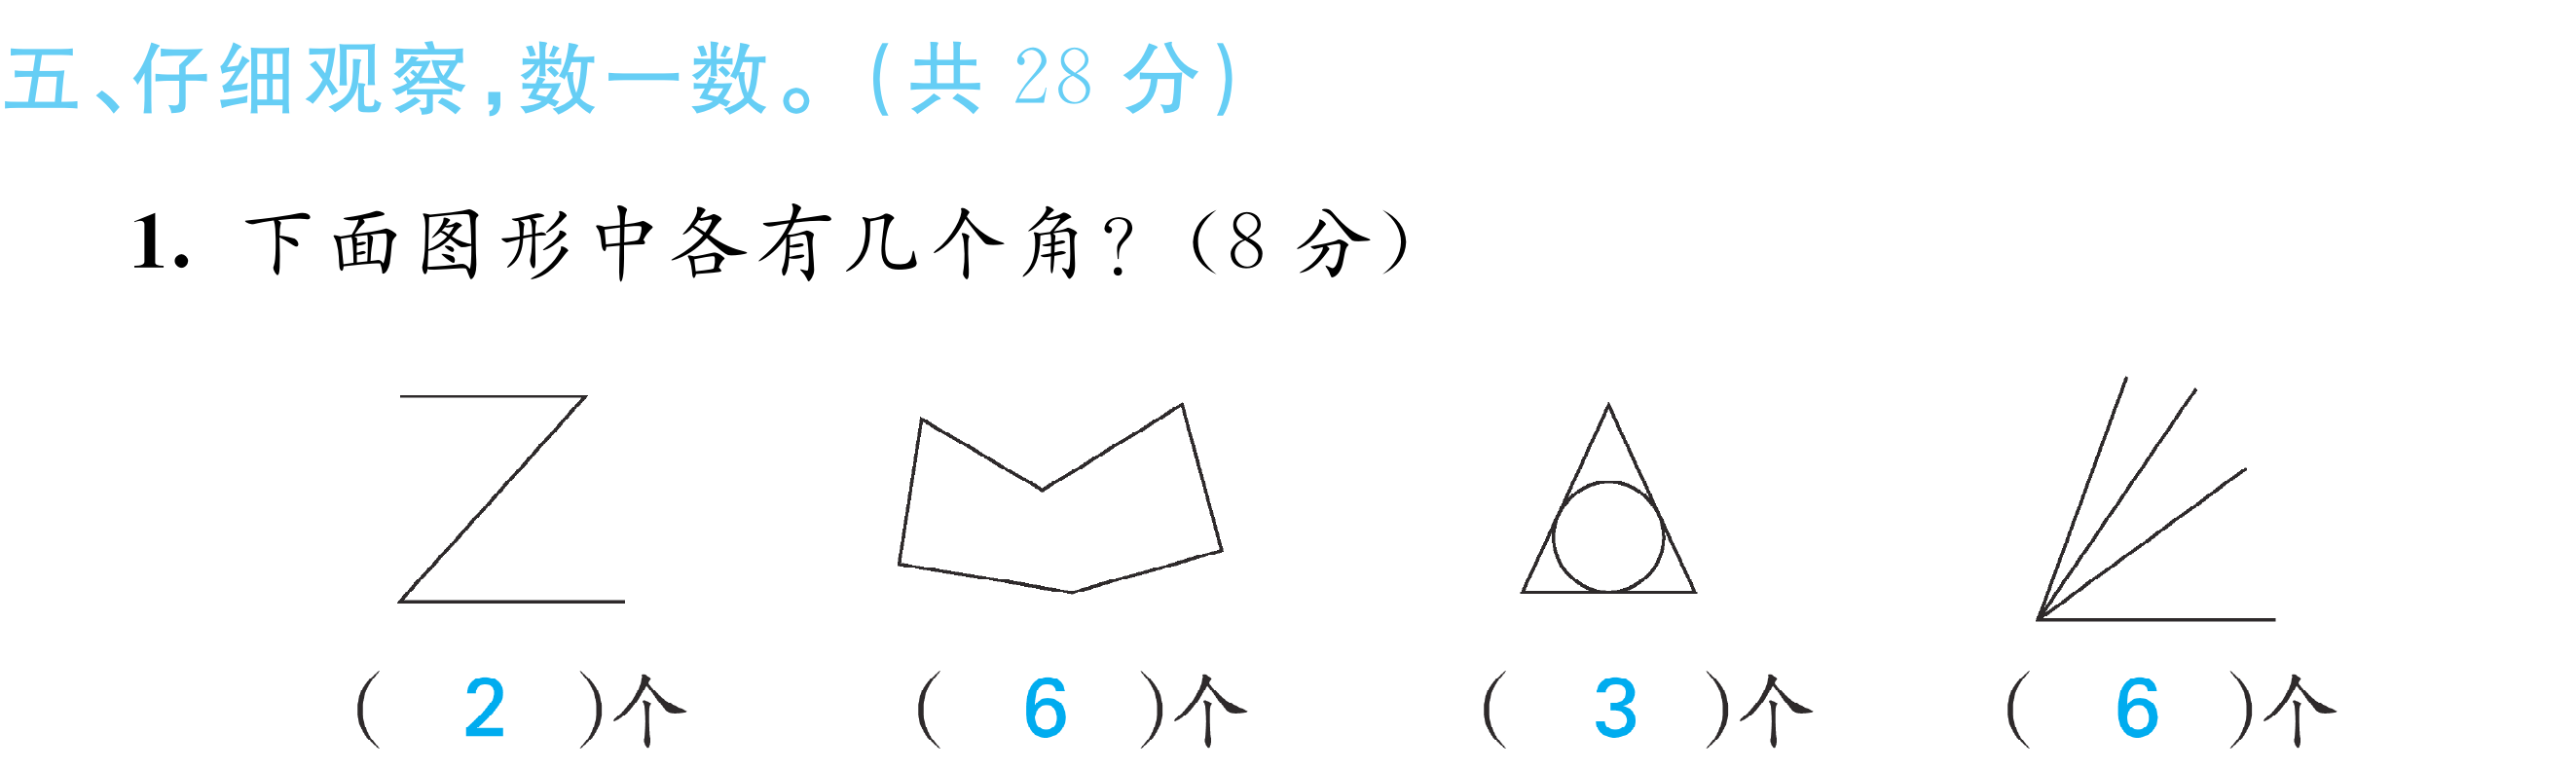 五、仔细观察,数一数。(共 28 分)
1. 下面图形中各有几个角?(8 分)
( 2 )个 ( 6 )个 ( 3 )个 ( 6 )个